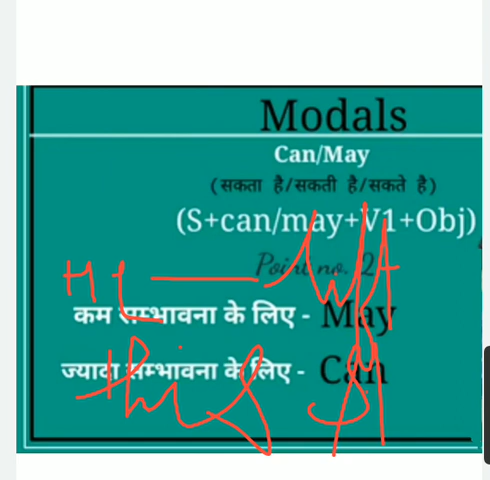 Modals
Can/May
(सकता है/सकती है/सकते है)
(S+can/may+V1+Obj)
Point no. 2
कम सम्भावना के लिए - May
ज्यादा सम्भावना के लिए - Can
this